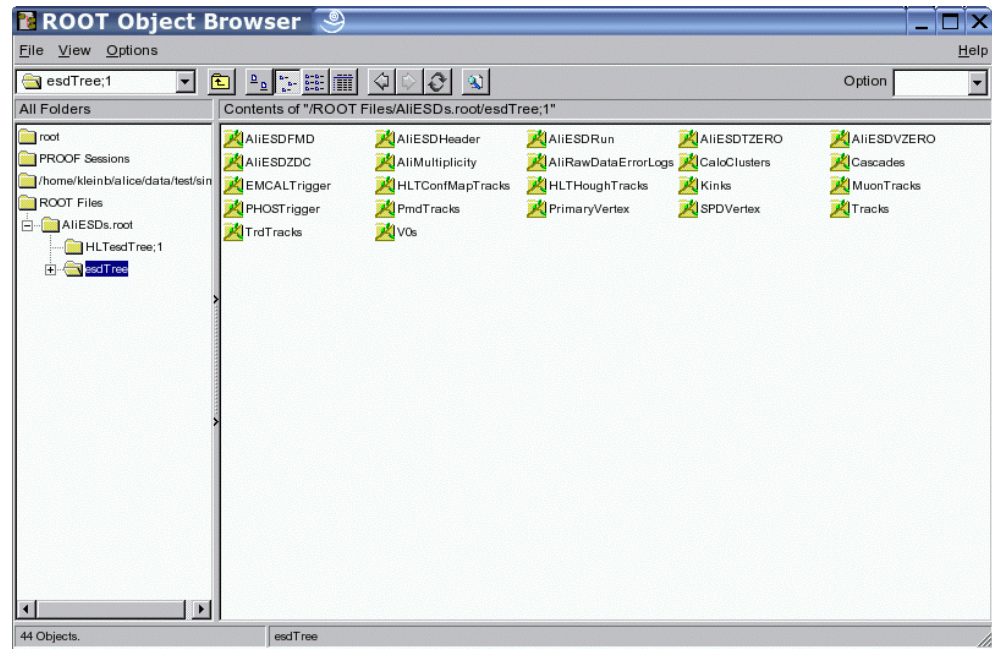 ROOT Object Browser
File View Options Help
esdTree;1 Option
All Folders Contents of "/ROOT Files/AliESDs.root/esdTree;1"
root
PROOF Sessions
/home/kleinb/alice/data/test/sin
ROOT Files
AliESDs.root
HLTesdTree;1
esdTree
AliESDFMD AliESDHeader AliESDRun AliESDTZERO AliESDVZERO
AliESDZDC AliMultiplicity AliRawDataErrorLogs CaloClusters Cascades
EMCALTrigger HLTConfMapTracks HLTHoughTracks Kinks MuonTracks
PHOSTrigger PmdTracks PrimaryVertex SPDVertex Tracks
TrdTracks V0s
44 Objects. esdTree